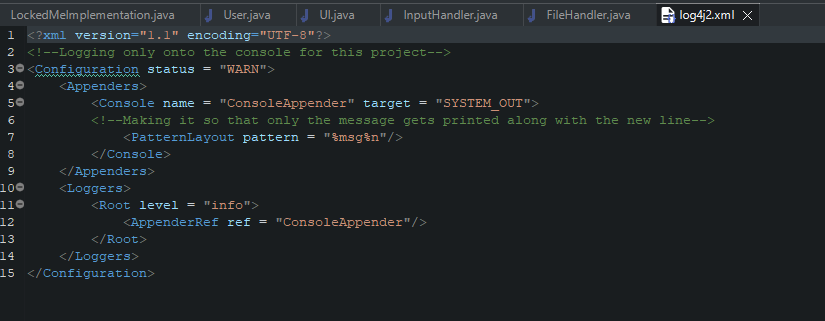 LockedMeImplementation.java User.java UI.java InputHandler.java FileHandler.java log4j2.xml
1 <?xml version="1.1" encoding="UTF-8"?>
2 <!--Logging only onto the console for this project-->
3 <Configuration status = "WARN">
4     <Appenders>
5         <Console name = "ConsoleAppender" target = "SYSTEM_OUT">
6         <!--Making it so that only the message gets printed along with the new line-->
7             <PatternLayout pattern = "%msg%n"/>
8         </Console>
9     </Appenders>
10     <Loggers>
11         <Root level = "info">
12             <AppenderRef ref = "ConsoleAppender"/>
13         </Root>
14     </Loggers>
15 </Configuration>